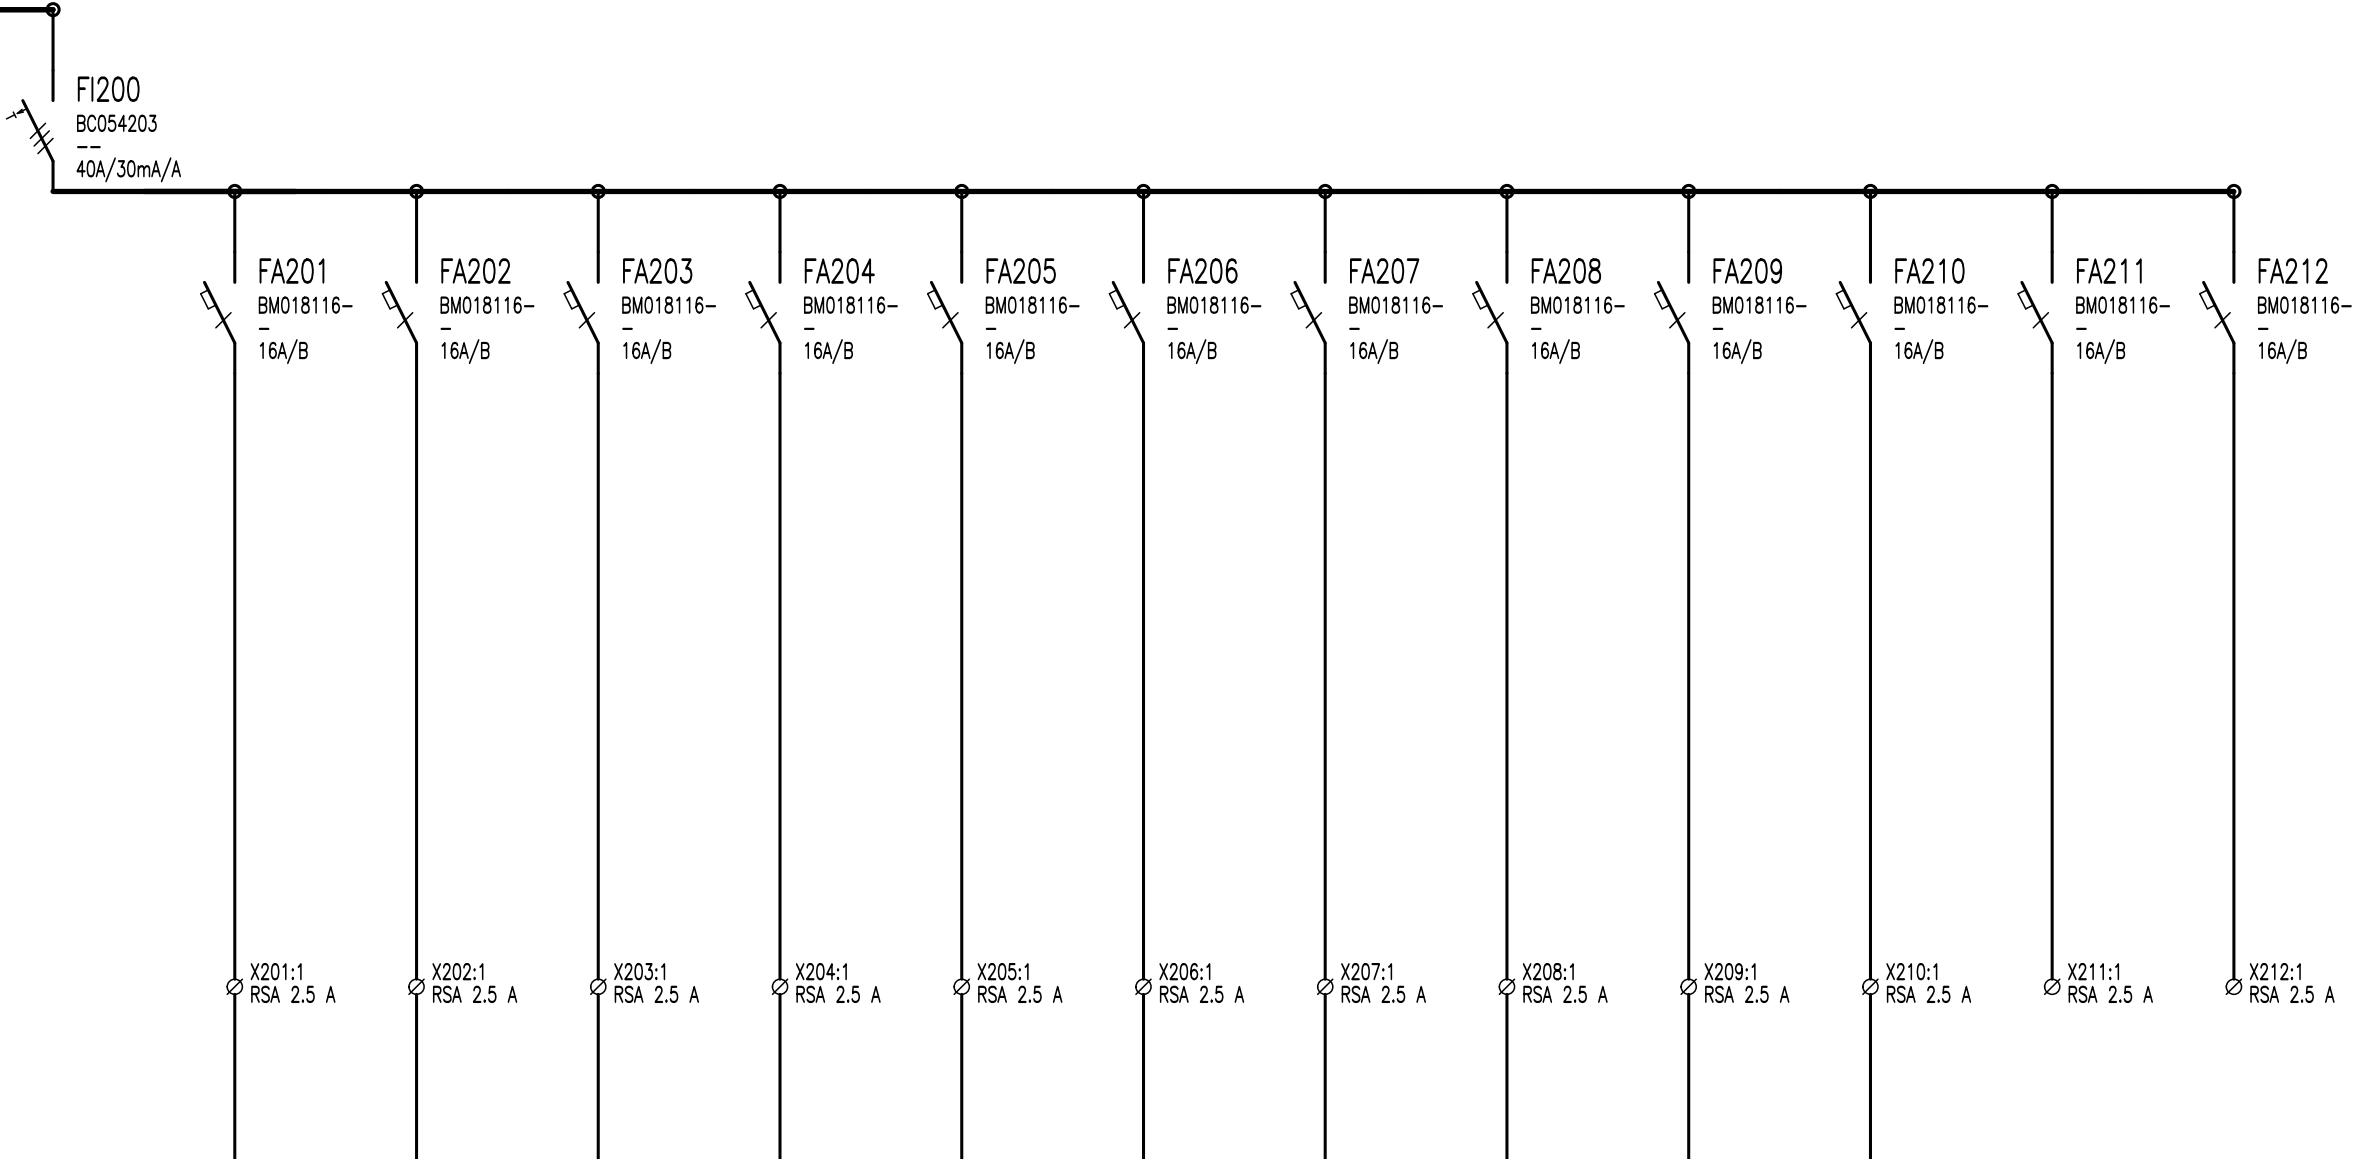 FI200
BC054203
--
40A/30mA/A
FA201
BM018116-
-
16A/B
FA202
BM018116-
-
16A/B
FA203
BM018116-
-
16A/B
FA204
BM018116-
-
16A/B
FA205
BM018116-
-
16A/B
FA206
BM018116-
-
16A/B
FA207
BM018116-
-
16A/B
FA208
BM018116-
-
16A/B
FA209
BM018116-
-
16A/B
FA210
BM018116-
-
16A/B
FA211
BM018116-
-
16A/B
FA212
BM018116-
-
16A/B
X201:1
RSA 2.5 A
X202:1
RSA 2.5 A
X203:1
RSA 2.5 A
X204:1
RSA 2.5 A
X205:1
RSA 2.5 A
X206:1
RSA 2.5 A
X207:1
RSA 2.5 A
X208:1
RSA 2.5 A
X209:1
RSA 2.5 A
X210:1
RSA 2.5 A
X211:1
RSA 2.5 A
X212:1
RSA 2.5 A